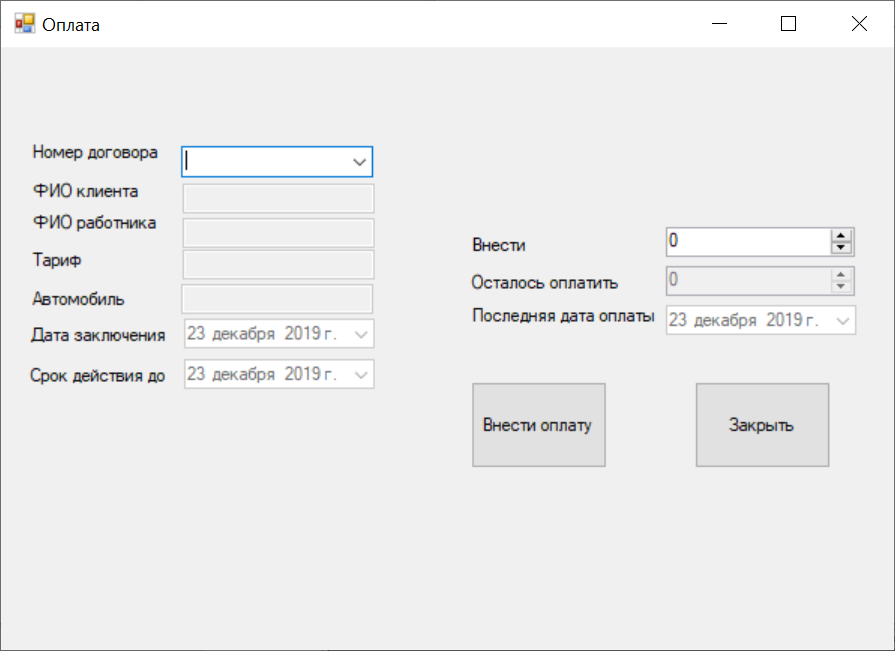 Оплата
Номер договора
ФИО клиента
ФИО работника
Тариф
Автомобиль
Дата заключения 23 декабря 2019 г.
Срок действия до 23 декабря 2019 г.
Внести 0
Осталось оплатить 0
Последняя дата оплаты 23 декабря 2019 г.
Внести оплату Закрыть